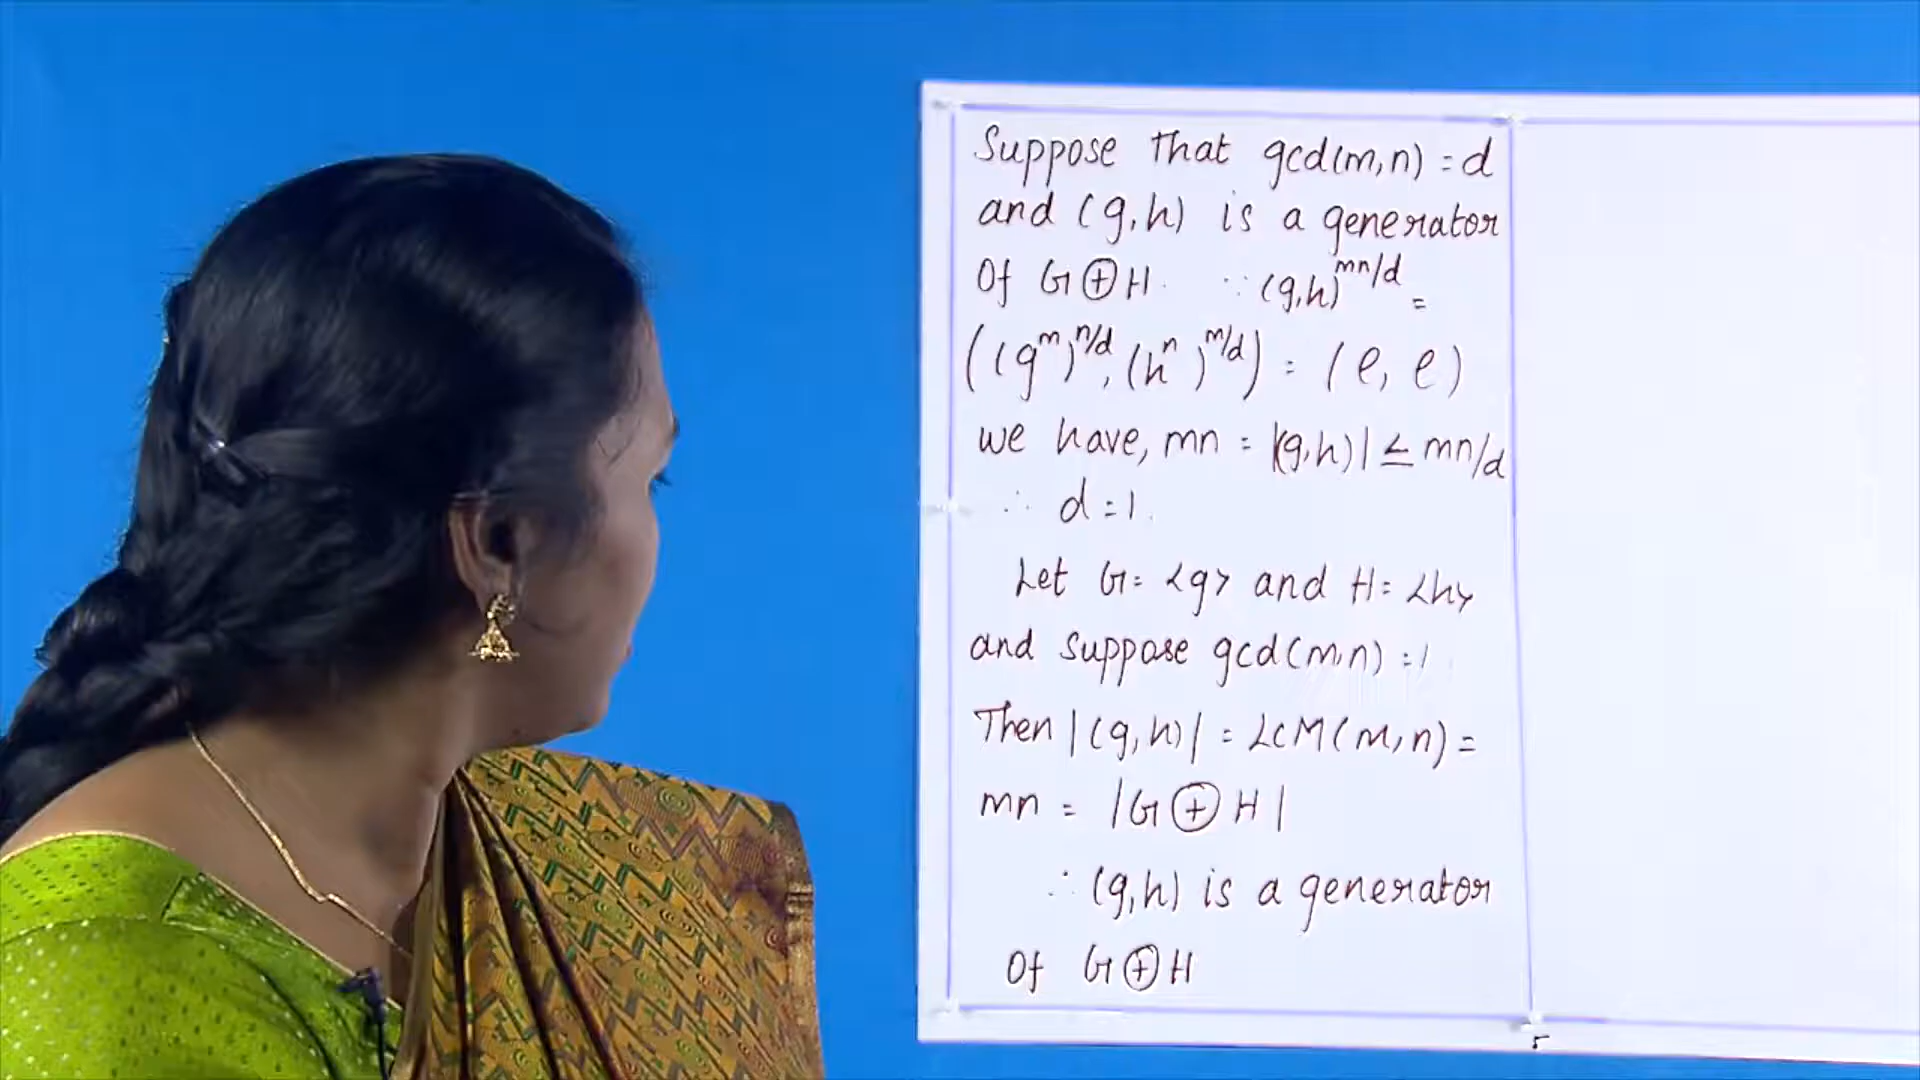 Suppose that gcd(m,n) = d
and (g,h) is a generator
of G⊕H. ∵ (g,h)^mn/d =
((g^m)^n/d, (h^n)^m/d) = (e, e)
we have, mn = |(g,h)| ≤ mn/d
∴ d = 1.
Let G = <g> and H = <h>
and suppose gcd(m,n) = 1.
Then |(g,h)| = LCM(m,n) =
mn = |G⊕H|
∴ (g,h) is a generator
of G⊕H